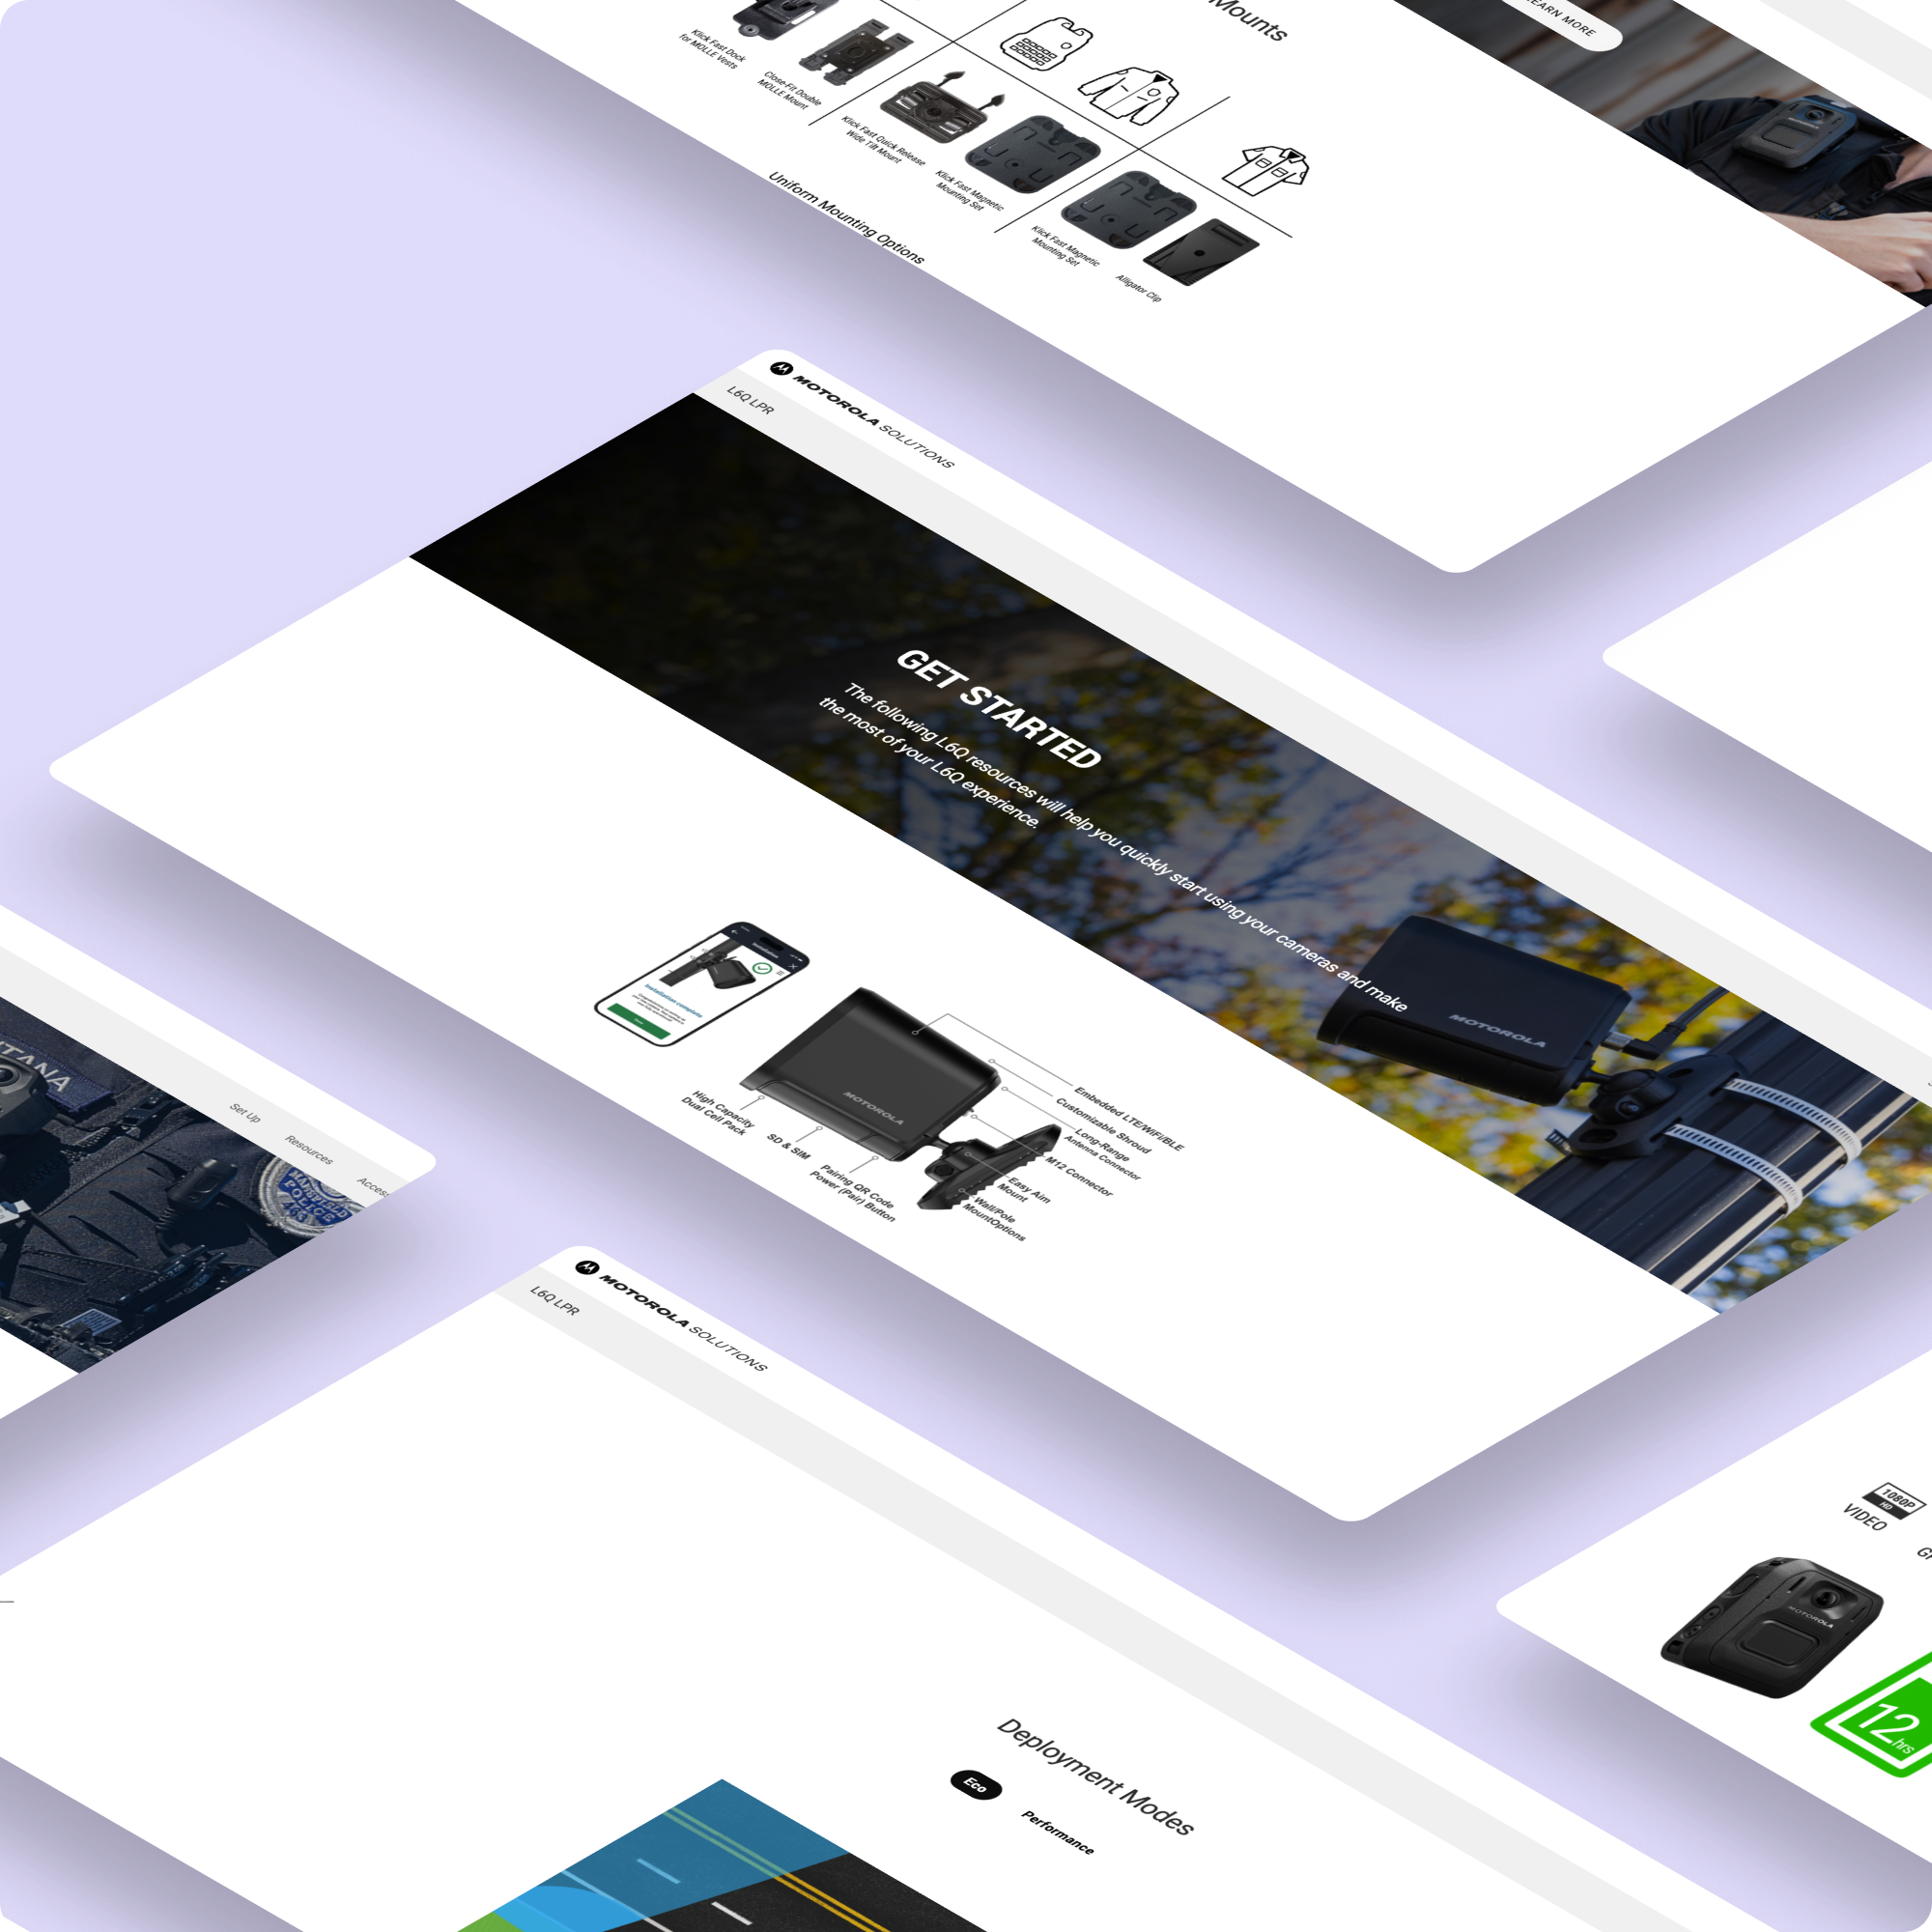 Mounts
LEARN MORE
Klick Fast Dock
for MOLLE Vests
Close-Fit Double
MOLLE Mount
Klick Fast Quick Release
Wide Tilt Mount
Klick Fast Magnetic
Mounting Set
Klick Fast Magnetic
Mounting Set
Alligator Clip
Uniform Mounting Options
MOTOROLA SOLUTIONS
L6Q LPR
GET STARTED
The following L6Q resources will help you quickly start using your cameras and make
the most of your L6Q experience.
MOTOROLA
Installation complete
MOTOROLA
Embedded LTE/WiFi/BLE
Customizable Shroud
Long-Range
Antenna Connector
M12 Connector
Easy Aim
Mount
Wall/Pole
MountOptions
High Capacity
Dual Cell Pack
SD & SIM
Pairing QR Code
Power (Pair) Button
Set Up
Resources
Acces
TANA
MANSFIELD
POLICE
468
MOTOROLA SOLUTIONS
L6Q LPR
Deployment Modes
Eco
Performance
1080P
HD
VIDEO
MOTOROLA
12 hrs